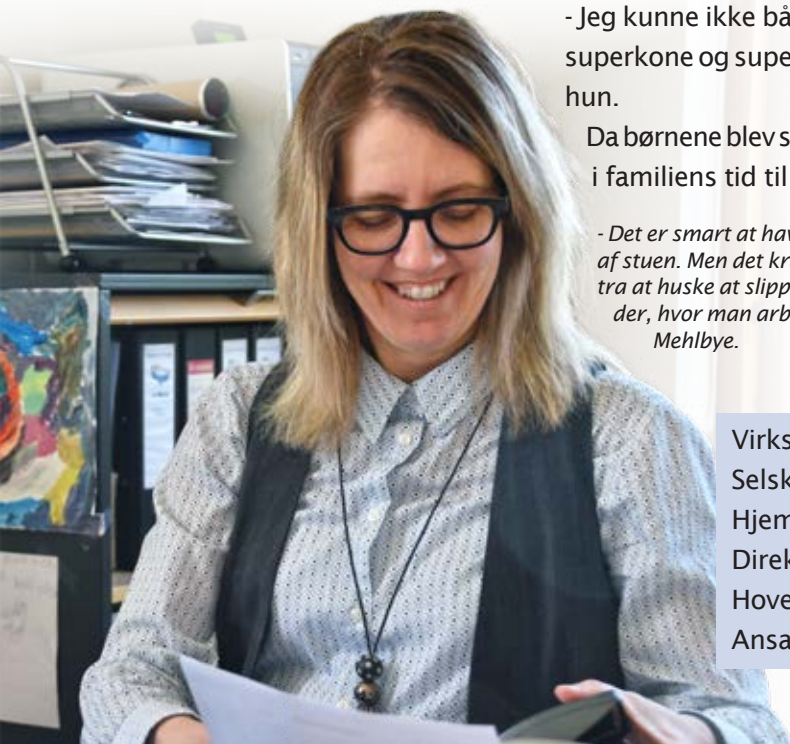 - Jeg kunne ikke bå
superkone og supe
hun.
Da børnene blev s
i familiens tid til
- Det er smart at hav
af stuen. Men det kr
tra at huske at slipp
der, hvor man arb
Mehlbye.
Virks
Selsk
Hjem
Direk
Hove
Ansa